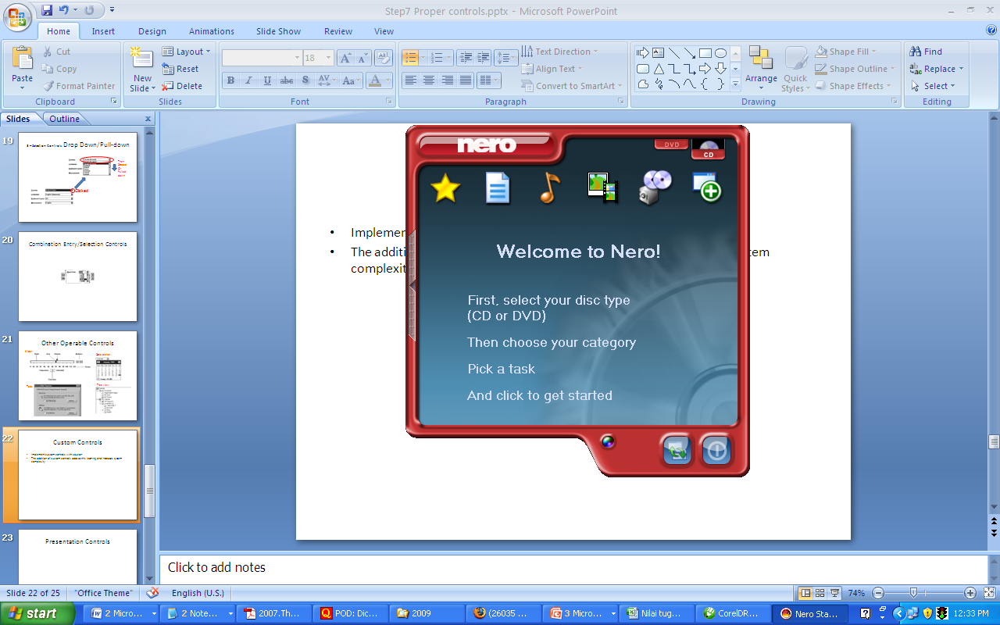 Step7 Proper controls.pptx - Microsoft PowerPoint
Home Insert Design Animations Slide Show Review View
Paste
Cut
Copy
Format Painter
Clipboard
New Slide
Layout
Reset
Delete
Slides
18
B I U abc S AV Aa A
Font
Text Direction
Align Text
Convert to SmartArt
Paragraph
Arrange
Quick Styles
Shape Fill
Shape Outline
Shape Effects
Drawing
Find
Replace
Select
Editing
Slides Outline x
19
Drop Down/Pull-down
Clicked
20
Combination Entry/Selection Controls
21
Other Operable Controls
22
Custom Controls
23
Presentation Controls
• Implemen
• The additi
tem
complexit
nero
DVD
CD
Welcome to Nero!
First, select your disc type
(CD or DVD)
Then choose your category
Pick a task
And click to get started
Click to add notes
Slide 22 of 25 "Office Theme" English (U.S.) 74%
start 2 Micro... 2 Note... 2007.Th... POD: Dic... 2009 (26035 ... 3 Micro... Nilai tug... CorelDR... Nero Sta... 12:33 PM